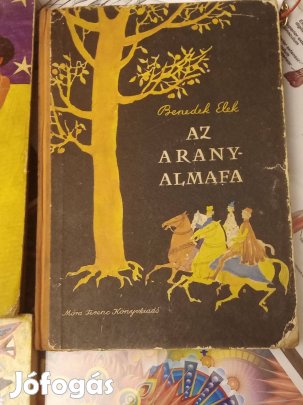 Benedek Elek
AZ
ARANY-
ALMAFA
Móra Ferenc Könyvkiadó
Jófogás